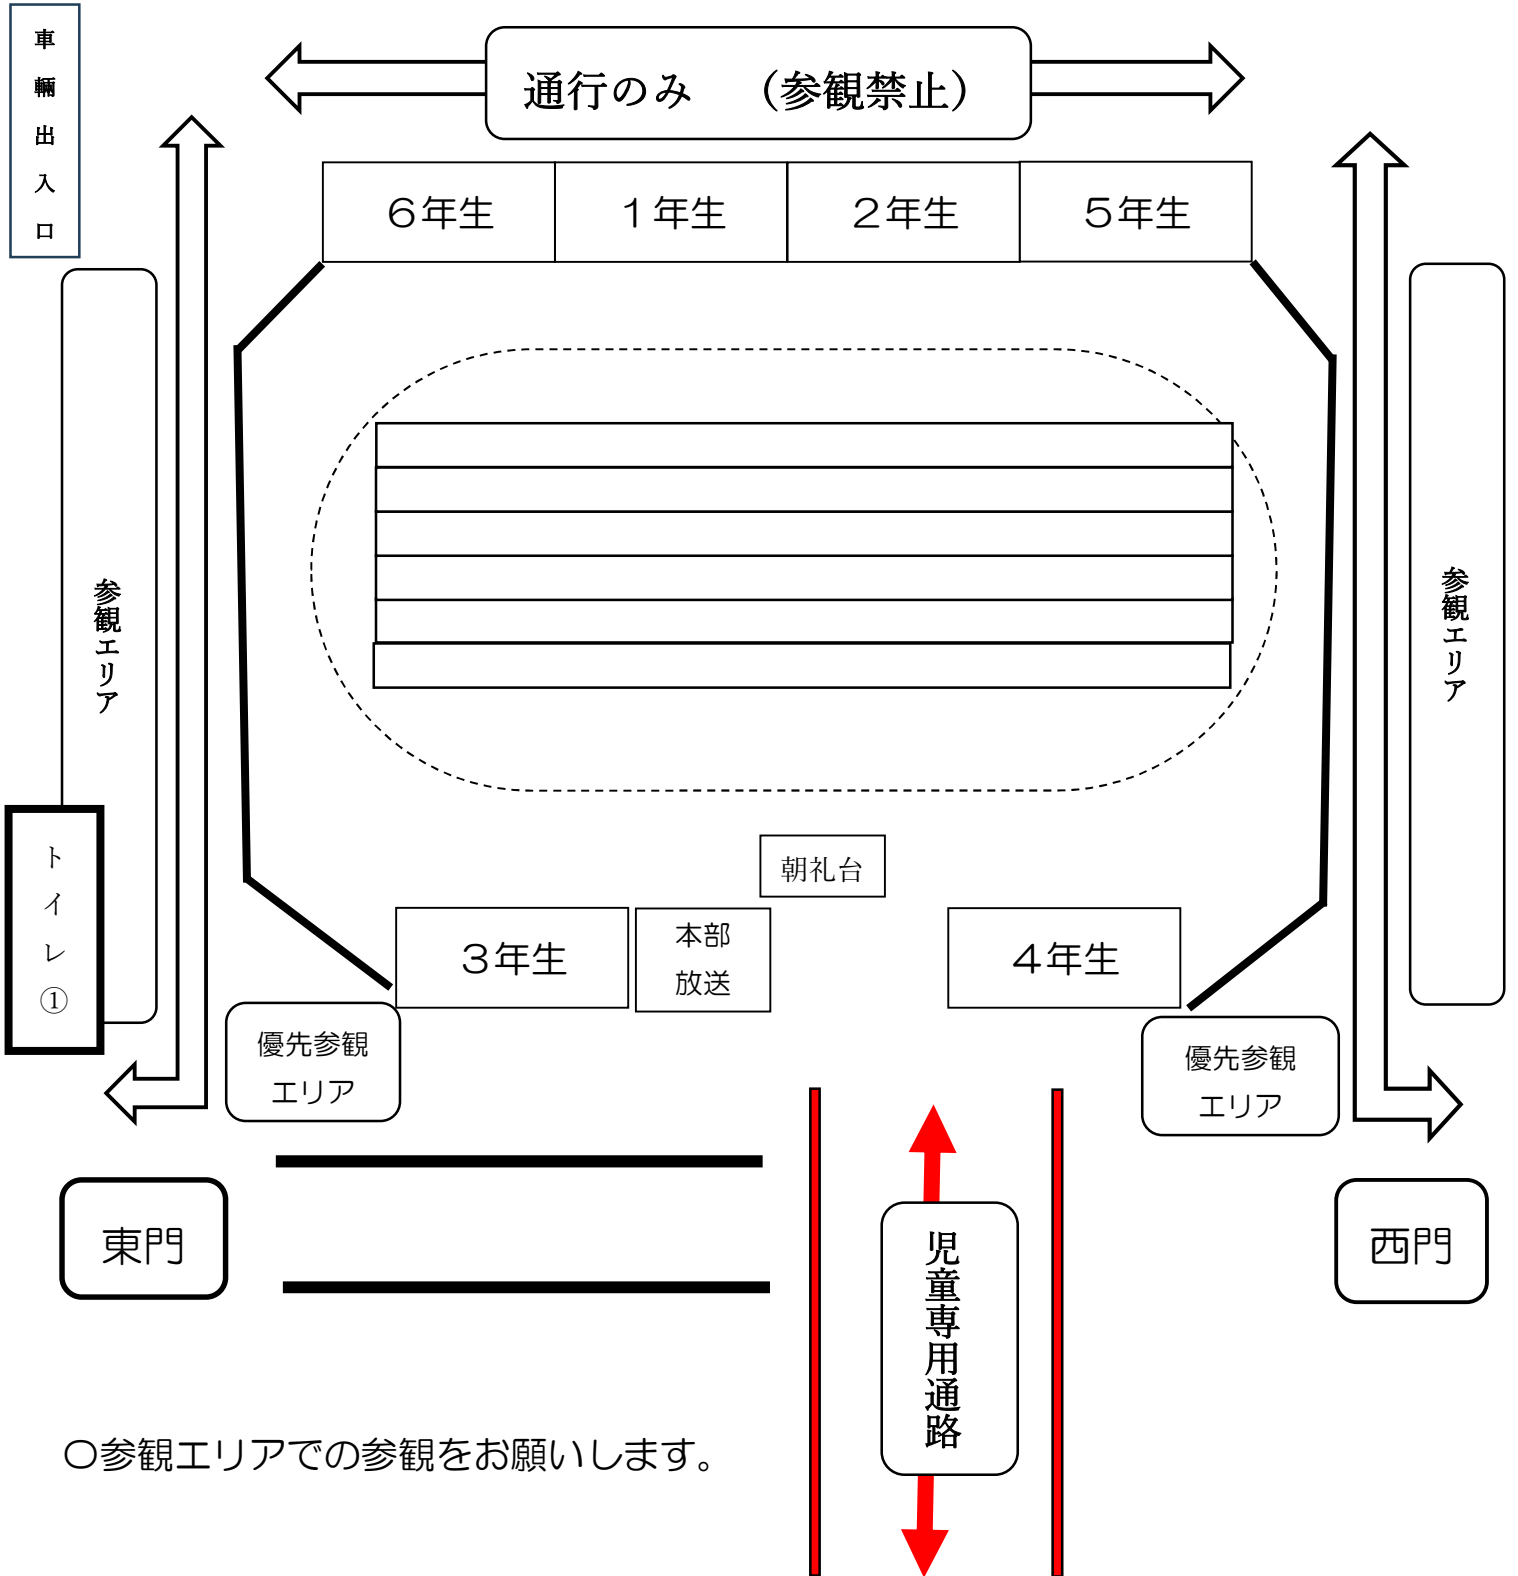 車輛出入口
通行のみ　（参観禁止）
６年生
１年生
２年生
５年生
参観エリア
参観エリア
トイレ①
朝礼台
３年生
本部
放送
４年生
優先参観
エリア
優先参観
エリア
東門
西門
児童専用通路
〇参観エリアでの参観をお願いします。